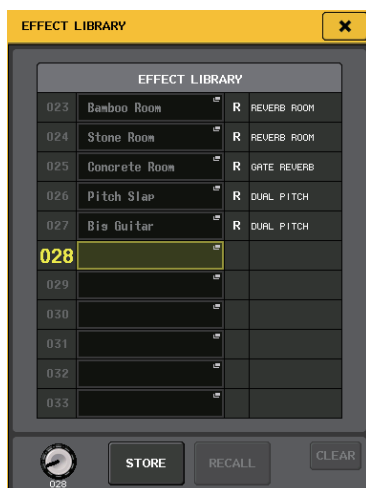 EFFECT LIBRARY
EFFECT LIBRARY
023 Bamboo Room R REVERB ROOM
024 Stone Room R REVERB ROOM
025 Concrete Room R GATE REVERB
026 Pitch Slap R DUAL PITCH
027 Big Guitar R DUAL PITCH
028
029
030
031
032
033
STORE RECALL CLEAR
028